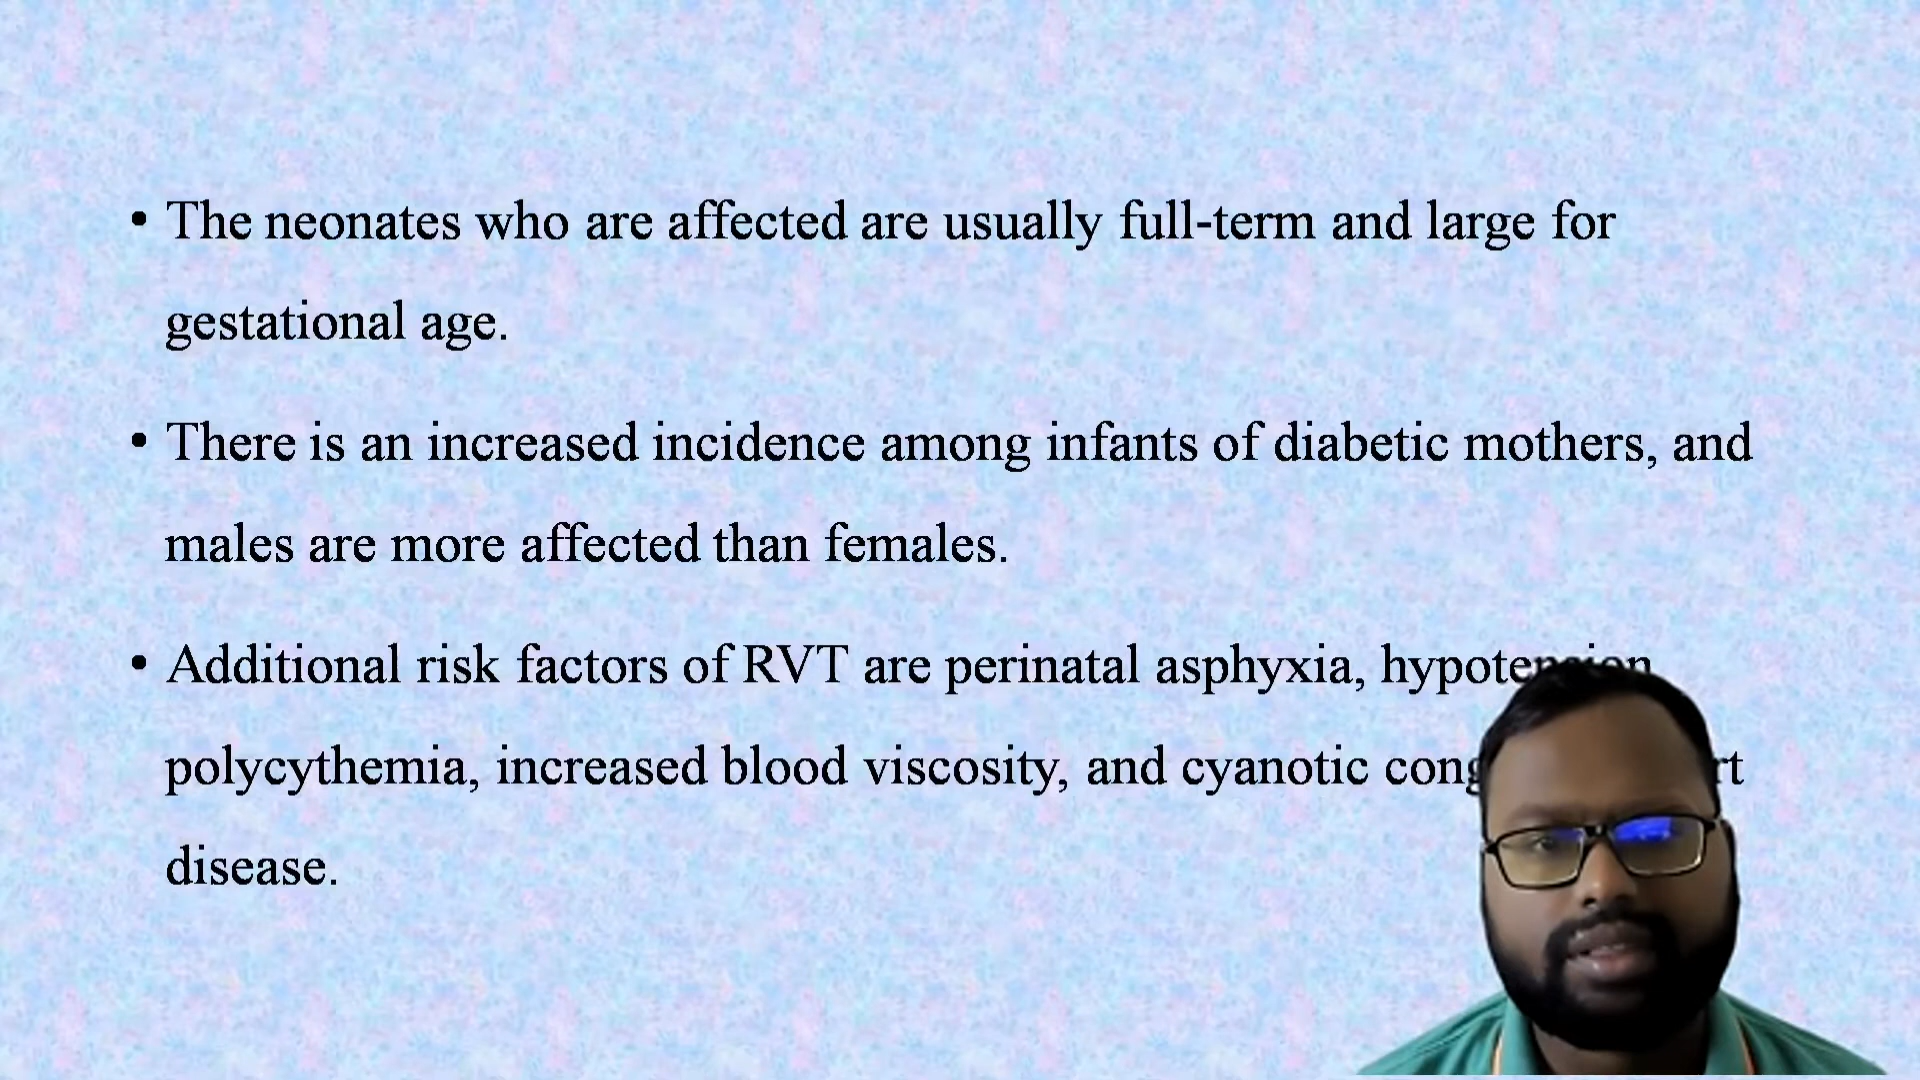 • The neonates who are affected are usually full-term and large for
gestational age.
• There is an increased incidence among infants of diabetic mothers, and
males are more affected than females.
• Additional risk factors of RVT are perinatal asphyxia, hypotension
polycythemia, increased blood viscosity, and cyanotic
disease.